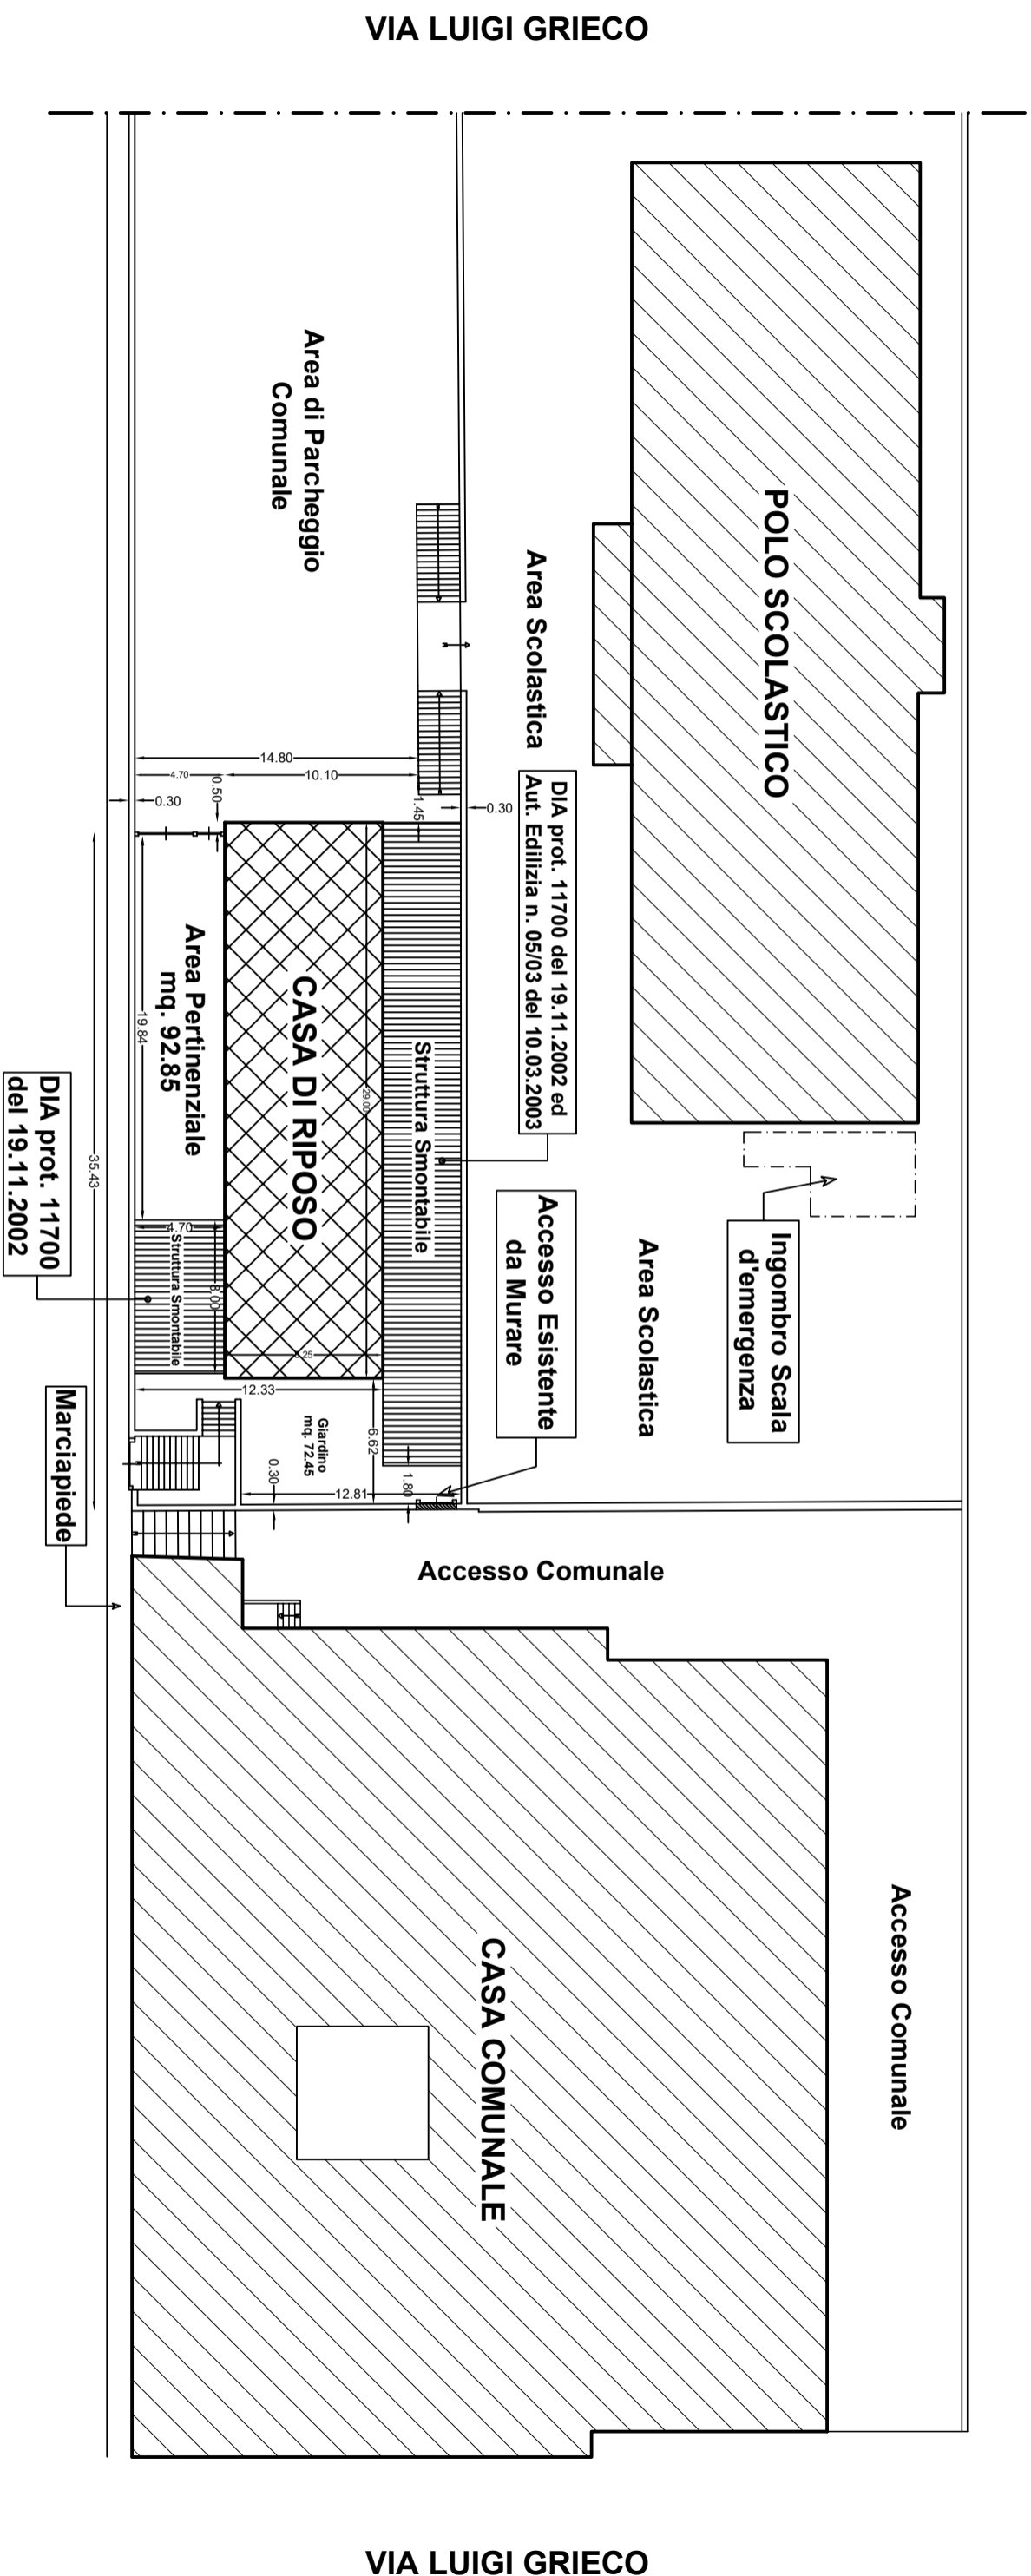 VIA LUIGI GRIECO
Area di Parcheggio
Comunale
POLO SCOLASTICO
Area Scolastica
14.80
4.70
10.10
0.50
0.30
1.45
0.30
DIA prot. 11700 del 19.11.2002 ed
Aut. Edilizia n. 05/03 del 10.03.2003
35.43
19.84
Area Pertinenziale
mq. 92.85
CASA DI RIPOSO
29.00
Struttura Smontabile
DIA prot. 11700
del 19.11.2002
4.70
Struttura Smontabile
8.00
12.33
6.62
Giardino
mq. 72.45
0.30
12.81
1.80
Accesso Esistente
da Murare
Area Scolastica
Ingombro Scala
d'emergenza
Marciapiede
Accesso Comunale
CASA COMUNALE
Accesso Comunale
VIA LUIGI GRIECO